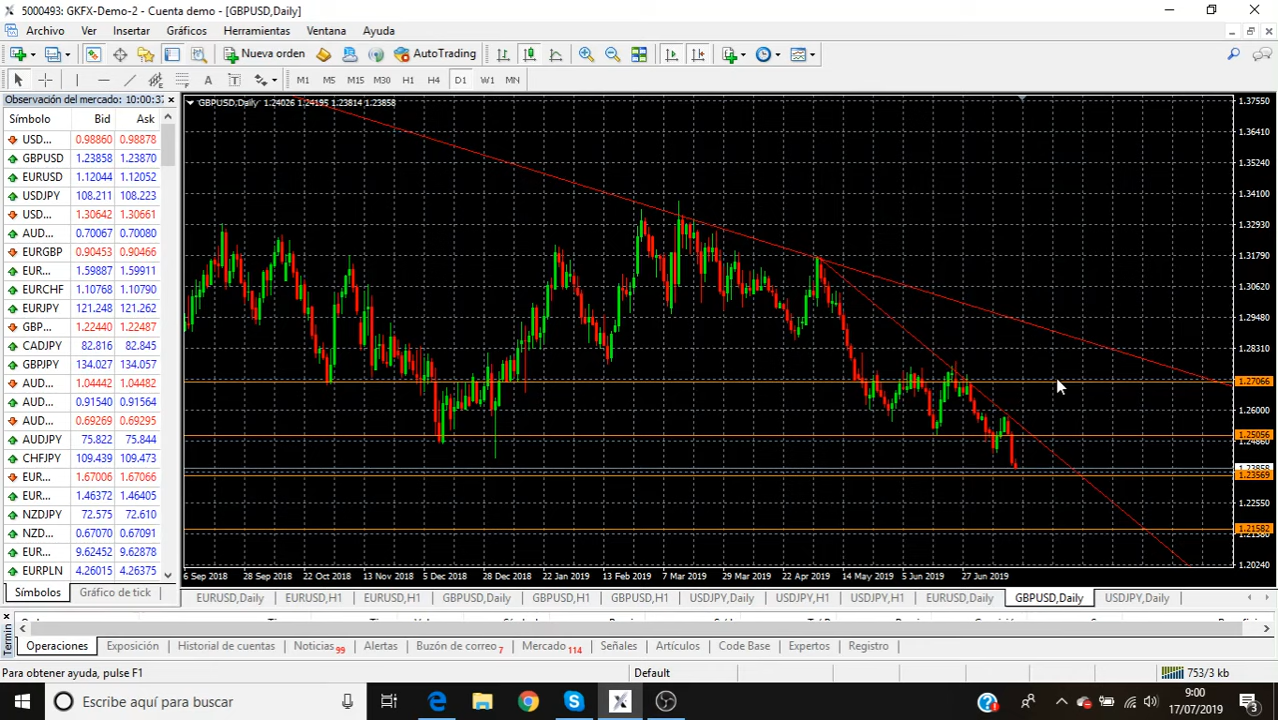 5000493: GKFX-Demo-2 - Cuenta demo - [GBPUSD,Daily]
Archivo Ver Insertar Gráficos Herramientas Ventana Ayuda
Nueva orden AutoTrading
A T M1 M5 M15 M30 H1 H4 D1 W1 MN
Observación del mercado: 10:00:37
Símbolo Bid Ask
USD... 0.98860 0.98878
GBPUSD 1.23858 1.23870
EURUSD 1.12044 1.12052
USDJPY 108.211 108.223
USD... 1.30642 1.30661
AUD... 0.70067 0.70080
EURGBP 0.90453 0.90466
EUR... 1.59887 1.59911
EURCHF 1.10768 1.10790
EURJPY 121.248 121.262
GBP... 1.22440 1.22487
CADJPY 82.816 82.845
GBPJPY 134.027 134.057
AUD... 1.04442 1.04482
AUD... 0.91540 0.91564
AUD... 0.69269 0.69295
AUDJPY 75.822 75.844
CHFJPY 109.439 109.473
EUR... 1.67006 1.67066
EUR... 1.46372 1.46405
NZDJPY 72.575 72.610
NZD... 0.67070 0.67091
EUR... 9.62452 9.62878
EURPLN 4.26015 4.26375
Símbolos Gráfico de tick
GBPUSD,Daily 1.24026 1.24195 1.23814 1.23858
1.37550
1.36410
1.35240
1.34100
1.32930
1.31790
1.30620
1.29480
1.28310
1.27066
1.26000
1.25056
1.24860
1.23858
1.23569
1.22550
1.21582
1.21380
1.20240
6 Sep 2018 28 Sep 2018 22 Oct 2018 13 Nov 2018 5 Dec 2018 28 Dec 2018 22 Jan 2019 13 Feb 2019 7 Mar 2019 29 Mar 2019 22 Apr 2019 14 May 2019 5 Jun 2019 27 Jun 2019
EURUSD,Daily EURUSD,H1 EURUSD,H1 GBPUSD,Daily GBPUSD,H1 GBPUSD,H1 USDJPY,Daily USDJPY,H1 USDJPY,H1 EURUSD,Daily GBPUSD,Daily USDJPY,Daily
Termin
Operaciones Exposición Historial de cuentas Noticias 99 Alertas Buzón de correo 7 Mercado 114 Señales Artículos Code Base Expertos Registro
Para obtener ayuda, pulse F1 Default 753/3 kb
Escribe aquí para buscar
9:00
17/07/2019
3